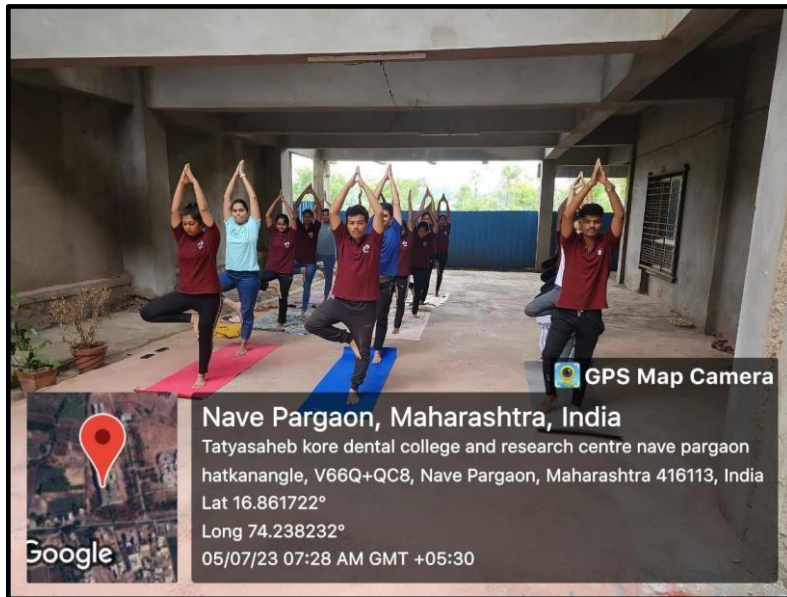 GPS Map Camera
Nave Pargaon, Maharashtra, India
Tatyasaheb kore dental college and research centre nave pargaon
hatkanangle, V66Q+QC8, Nave Pargaon, Maharashtra 416113, India
Lat 16.861722°
Long 74.238232°
05/07/23 07:28 AM GMT +05:30
Google